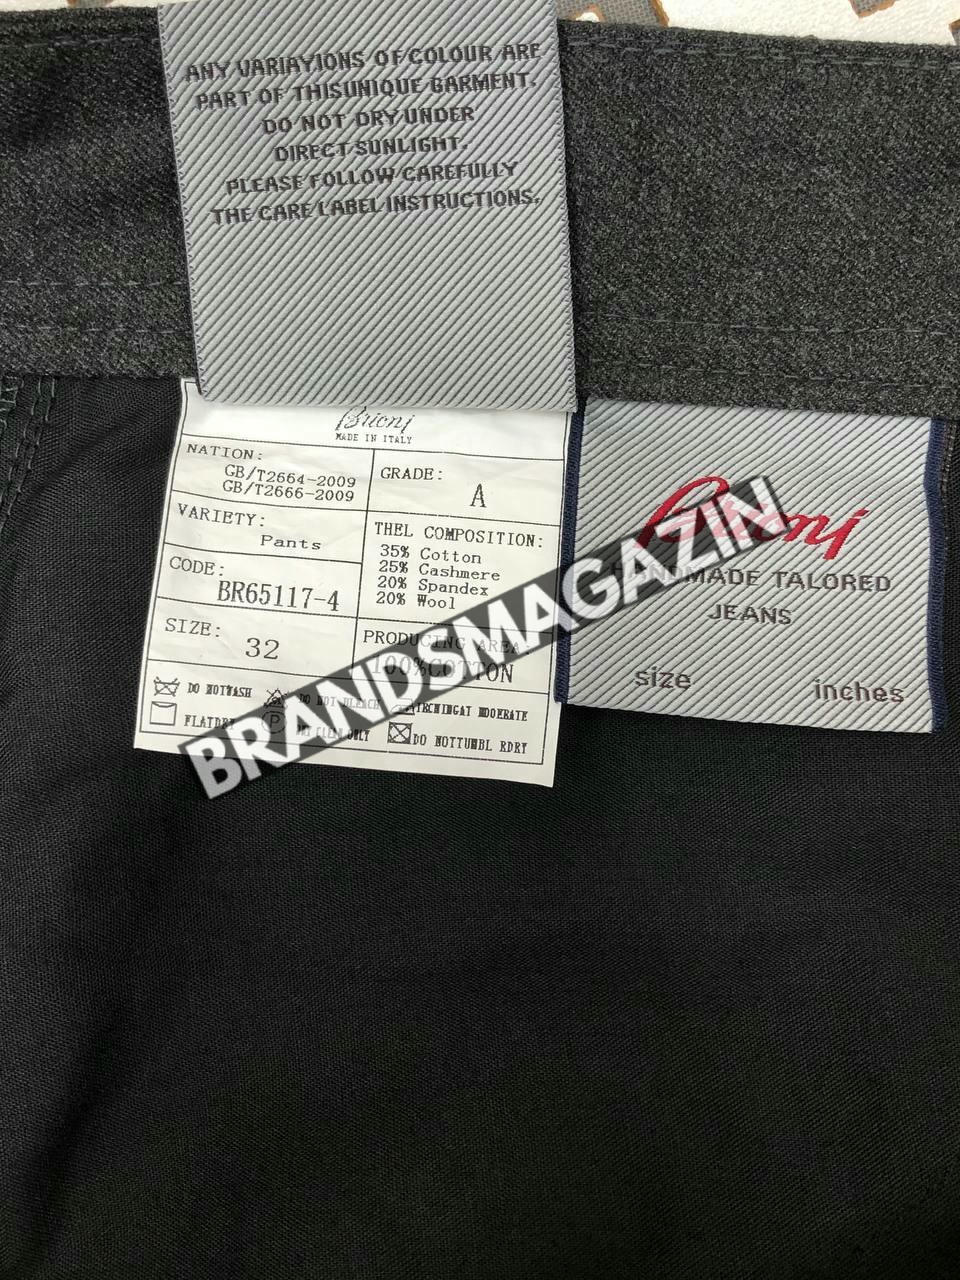 ANY VARIAYIONS OF COLOUR ARE
PART OF THISUNIQUE GARMENT.
DO NOT DRY UNDER
DIRECT SUNLIGHT.
PLEASE FOLLOW CAREFULLY
THE CARE LABEL INSTRUCTIONS.
Brioni
MADE IN ITALY
NATION:
GB/T2664-2009
GB/T2666-2009
GRADE:
A
VARIETY:
Pants
THEL COMPOSITION:
35% Cotton
25% Cashmere
20% Spandex
20% Wool
CODE:
BR65117-4
SIZE:
32
PRODUCING AREA:
100%COTTON
DO NOTWASH
DO NOT BLEACH
IRCNINGAT MODERATE
FLATDRY
P
ONLY
DO NOTTUMBL RDRY
Brioni
HANDMADE TALORED
JEANS
size
inches
BRANDSMAGAZIN